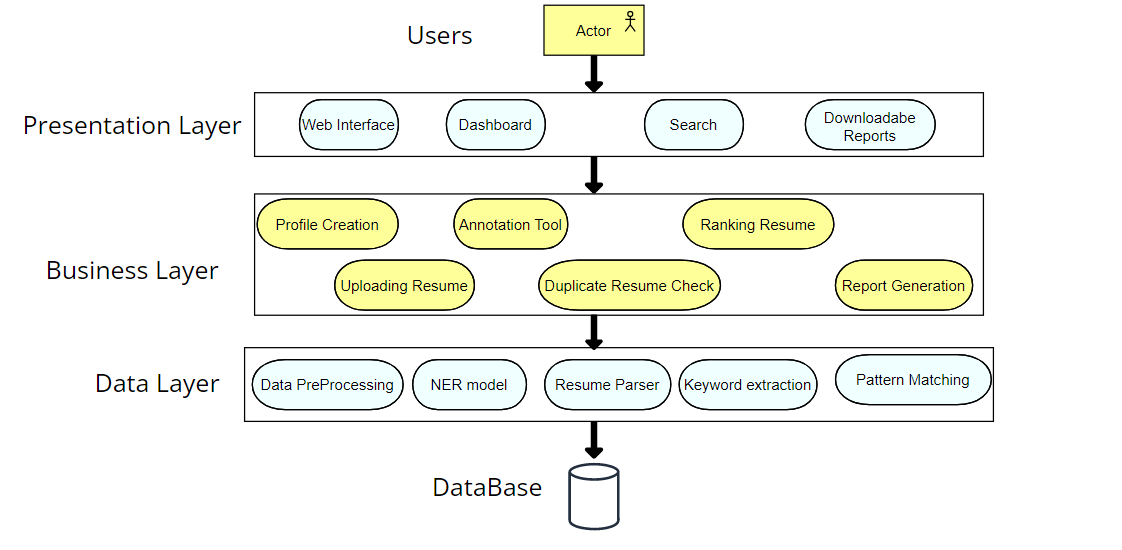 Users
Actor
Presentation Layer
Web Interface
Dashboard
Search
Downloadabe
Reports
Business Layer
Profile Creation
Annotation Tool
Ranking Resume
Uploading Resume
Duplicate Resume Check
Report Generation
Data Layer
Data PreProcessing
NER model
Resume Parser
Keyword extraction
Pattern Matching
DataBase